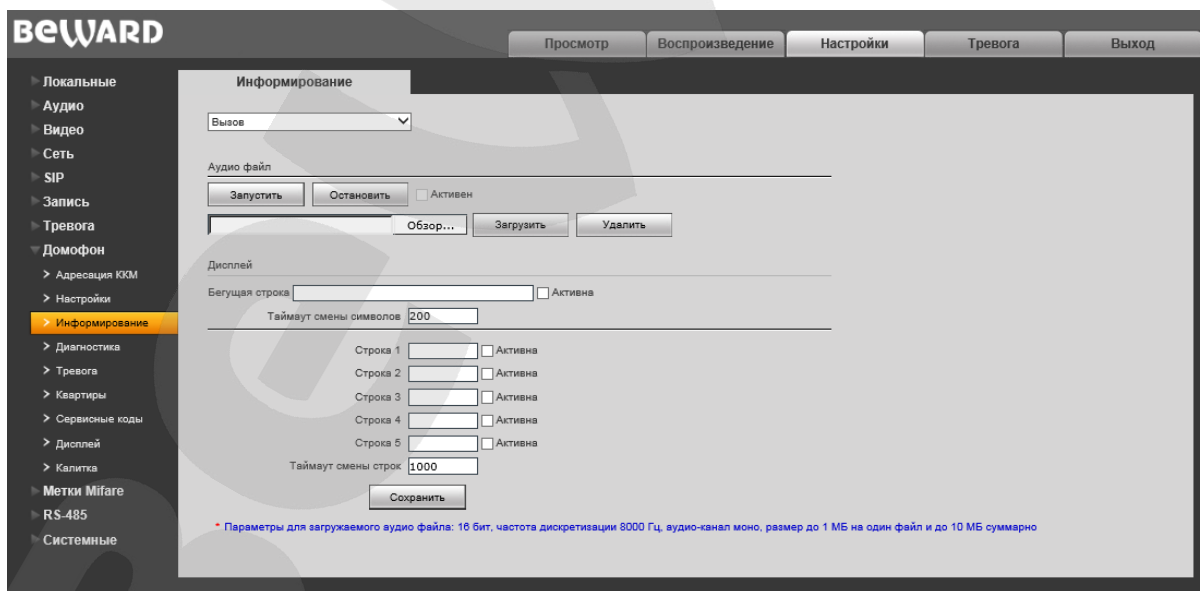 BEWARD
Просмотр Воспроизведение Настройки Тревога Выход
Локальные
Аудио
Видео
Сеть
SIP
Запись
Тревога
Домофон
Адресация ККМ
Настройки
Информирование
Диагностика
Тревога
Квартиры
Сервисные коды
Дисплей
Калитка
Метки Mifare
RS-485
Системные
Информирование
Вызов
Аудио файл
Запустить Остановить Активен
Обзор... Загрузить Удалить
Дисплей
Бегущая строка Активна
Таймаут смены символов 200
Строка 1 Активна
Строка 2 Активна
Строка 3 Активна
Строка 4 Активна
Строка 5 Активна
Таймаут смены строк 1000
Сохранить
* Параметры для загружаемого аудио файла: 16 бит, частота дискретизации 8000 Гц, аудио-канал моно, размер до 1 МБ на один файл и до 10 МБ суммарно